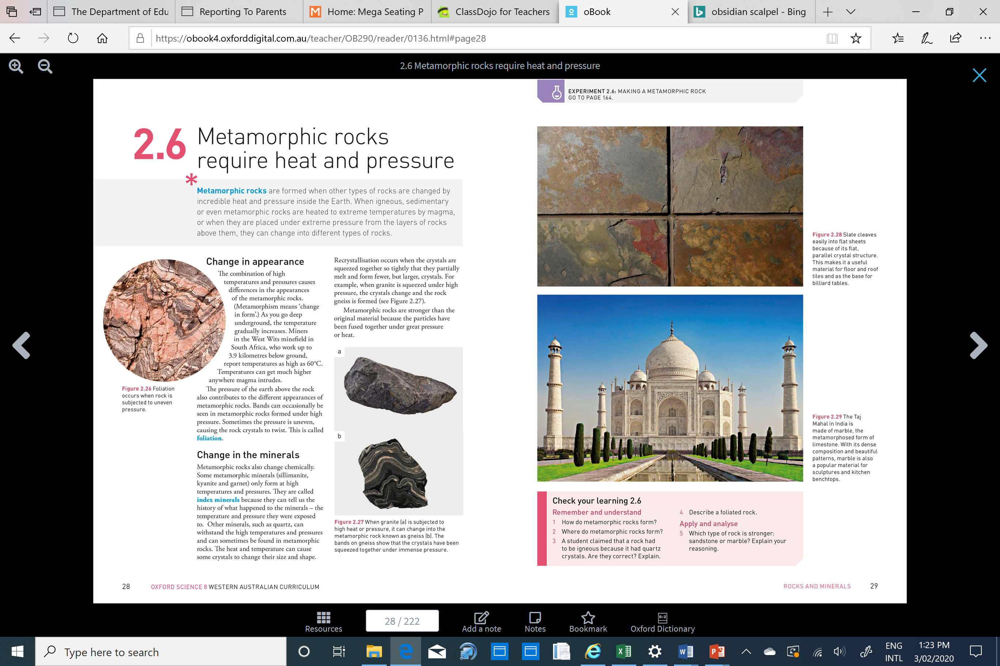 The Department of Edu
Reporting To Parents
Home: Mega Seating P
ClassDojo for Teachers
oBook
obsidian scalpel - Bing
https://obook4.oxforddigital.com.au/teacher/OB290/reader/0136.html#page28
2.6 Metamorphic rocks require heat and pressure
2.6 Metamorphic rocks
require heat and pressure
*
Metamorphic rocks are formed when other types of rocks are changed by
incredible heat and pressure inside the Earth. When igneous, sedimentary
or even metamorphic rocks are heated to extreme temperatures by magma,
or when they are placed under extreme pressure from the layers of rocks
above them, they can change into different types of rocks.
Change in appearance
The combination of high
temperatures and pressures causes
differences in the appearances
of the metamorphic rocks.
(Metamorphism means ‘change
in form’.) As you go deep
underground, the temperature
gradually increases. Miners
in the West Wits minefield in
South Africa, who work up to
3.9 kilometres below ground,
report temperatures as high as 60°C.
Temperatures can get much higher
anywhere magma intrudes.
The pressure of the earth above the rock
also contributes to the different appearances of
metamorphic rocks. Bands can occasionally be
seen in metamorphic rocks formed under high
pressure. Sometimes the pressure is uneven,
causing the rock crystals to twist. This is called
foliation.
Figure 2.26 Foliation
occurs when rock is
subjected to uneven
pressure.
Change in the minerals
Metamorphic rocks also change chemically.
Some metamorphic minerals (sillimanite,
kyanite and garnet) only form at high
temperatures and pressures. They are called
index minerals because they can tell us the
history of what happened to the minerals – the
temperature and pressure they were exposed
to. Other minerals, such as quartz, can
withstand the high temperatures and pressures
and can sometimes be found in metamorphic
rocks. The heat and temperature can cause
some crystals to change their size and shape.
Recrystallisation occurs when the crystals are
squeezed together so tightly that they partially
melt and form fewer, but larger, crystals. For
example, when granite is squeezed under high
pressure, the crystals change and the rock
gneiss is formed (see Figure 2.27).
Metamorphic rocks are stronger than the
original material because the particles have
been fused together under great pressure
or heat.
a
b
Figure 2.27 When granite (a) is subjected to
high heat or pressure, it can change into the
metamorphic rock known as gneiss (b). The
bands on gneiss show that the crystals have been
squeezed together under immense pressure.
28 OXFORD SCIENCE 8 WESTERN AUSTRALIAN CURRICULUM
EXPERIMENT 2.6: MAKING A METAMORPHIC ROCK
GO TO PAGE 164.
Figure 2.28 Slate cleaves
easily into flat sheets
because of its flat,
parallel crystal structure.
This makes it a useful
material for floor and roof
tiles and as the base for
billiard tables.
Figure 2.29 The Taj
Mahal in India is
made of marble, the
metamorphosed form of
limestone. With its dense
composition and beautiful
patterns, marble is also
a popular material for
sculptures and kitchen
benchtops.
Check your learning 2.6
Remember and understand
1 How do metamorphic rocks form?
2 Where do metamorphic rocks form?
3 A student claimed that a rock had
to be igneous because it had quartz
crystals. Are they correct? Explain.
4 Describe a foliated rock.
Apply and analyse
5 Which type of rock is stronger:
sandstone or marble? Explain your
reasoning.
ROCKS AND MINERALS 29
Resources
28 / 222
Add a note
Notes
Bookmark
A-Z
Oxford Dictionary
Type here to search
ENG
INTL
1:23 PM
3/02/2020